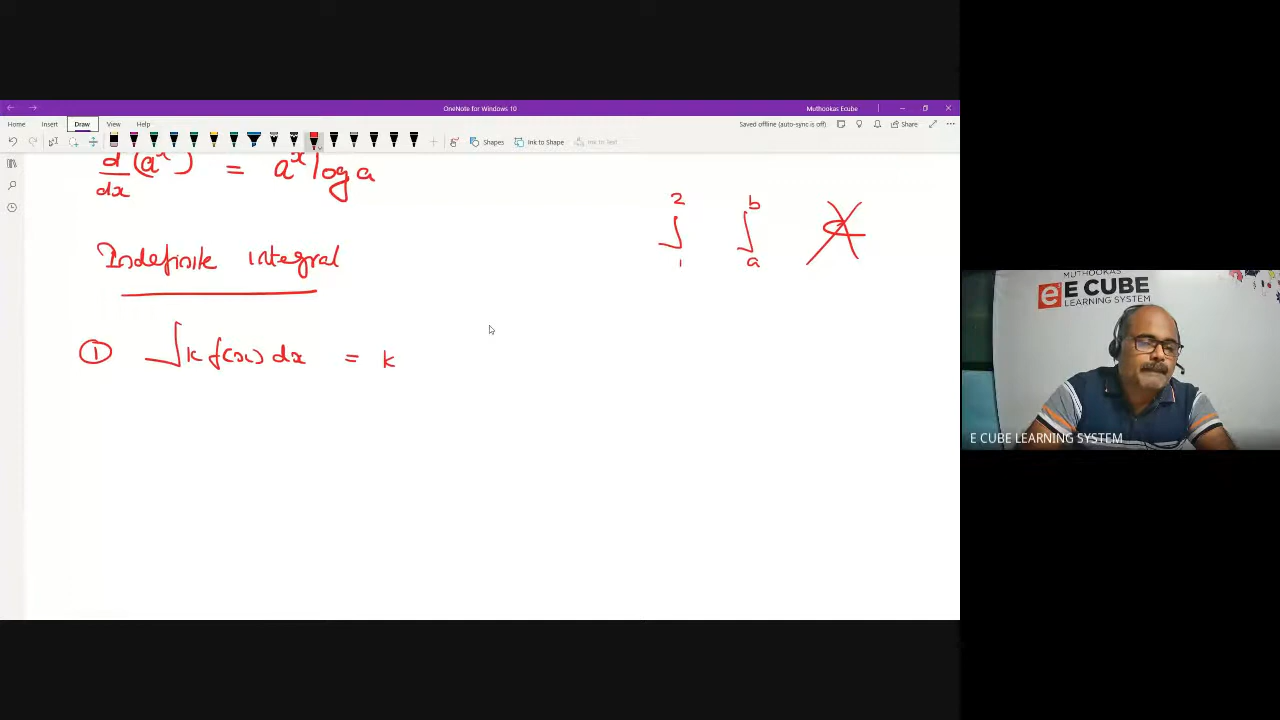 OneNote for Windows 10
Muthookas Ecube
Home Insert Draw View Help
Saved offline (auto-sync is off) Share
Shapes Ink to Shape Ink to Text
d/dx (a^x) = a^x log a
∫_1^2 ∫_a^b
Indefinite integral
① ∫k f(x) dx = k
MUTHOOKAS
e E CUBE
LEARNING SYSTEM
E CUBE LEARNING SYSTEM